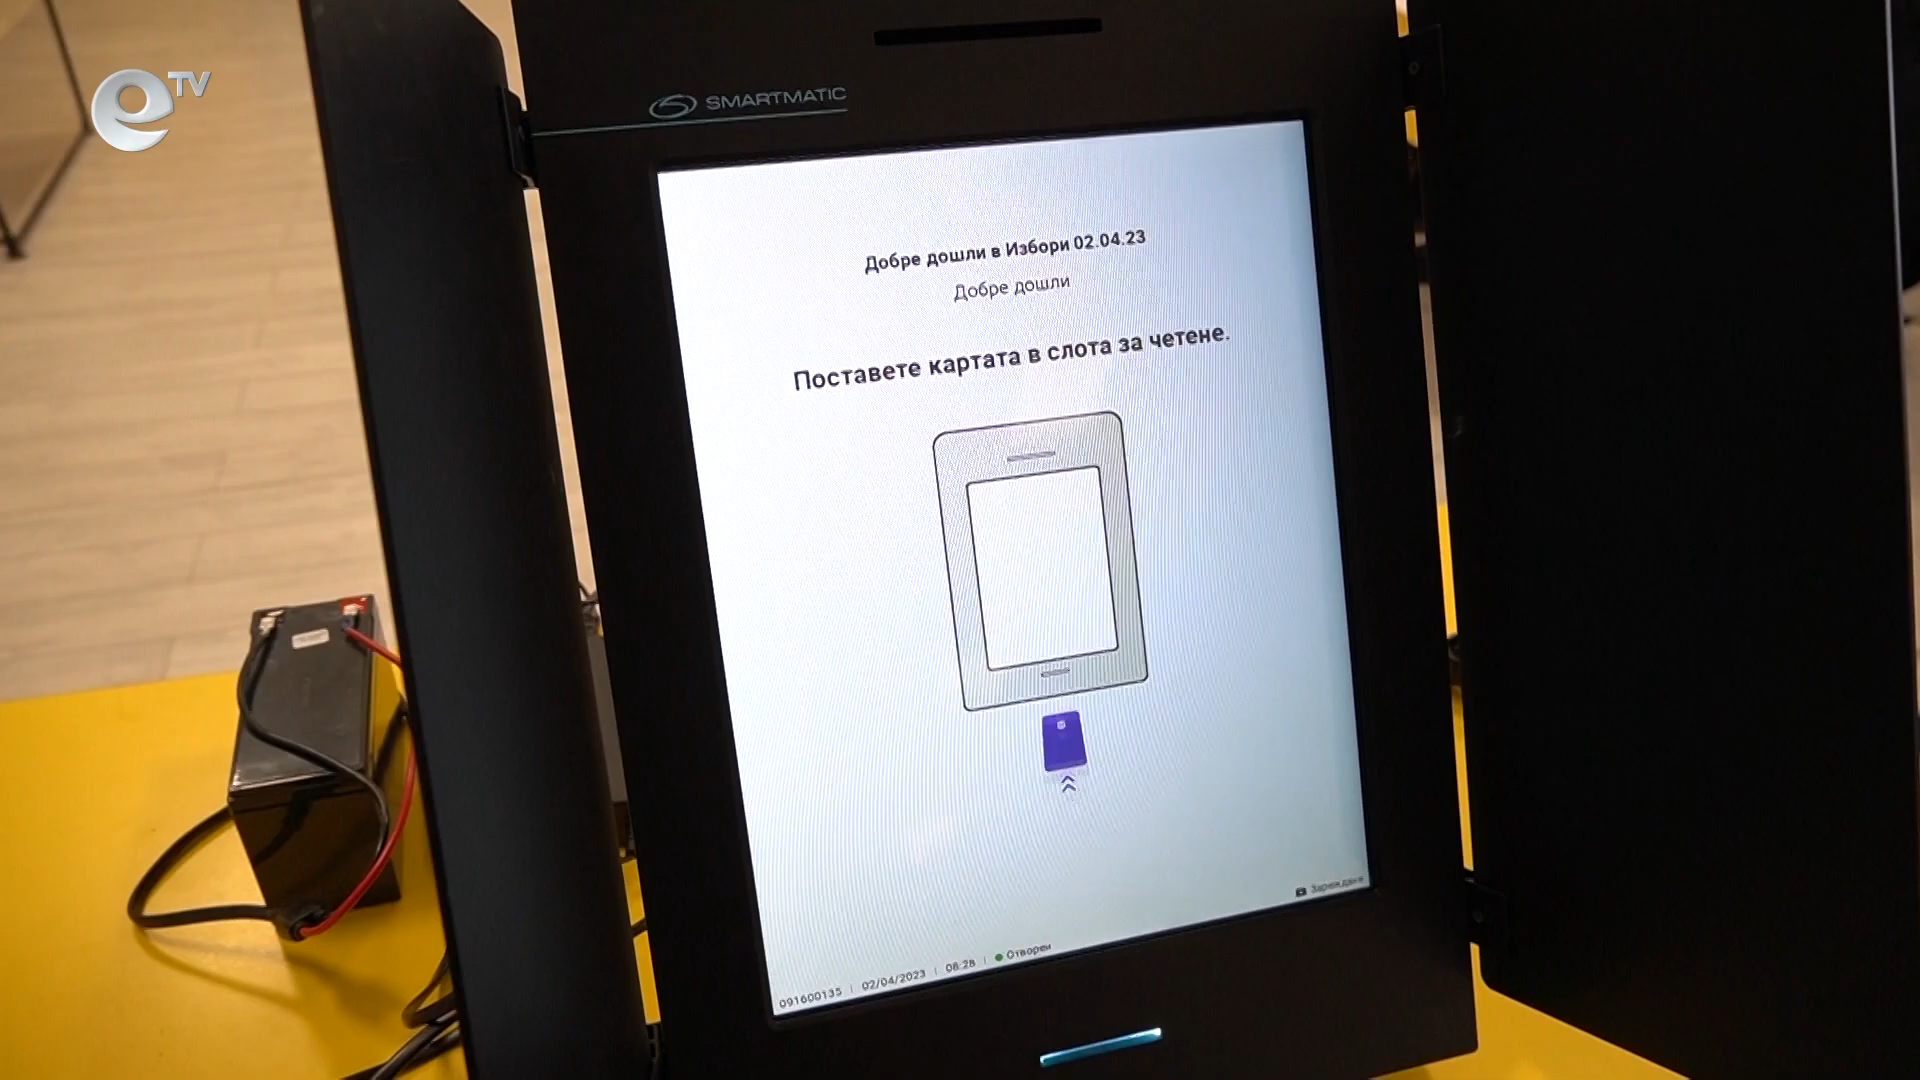 e TV
SMARTMATIC
Добре дошли в Избори 02.04.23
Добре дошли
Поставете картата в слота за четене.
Зареждане
091600135 | 02/04/2023 | 08:28 | Отворен